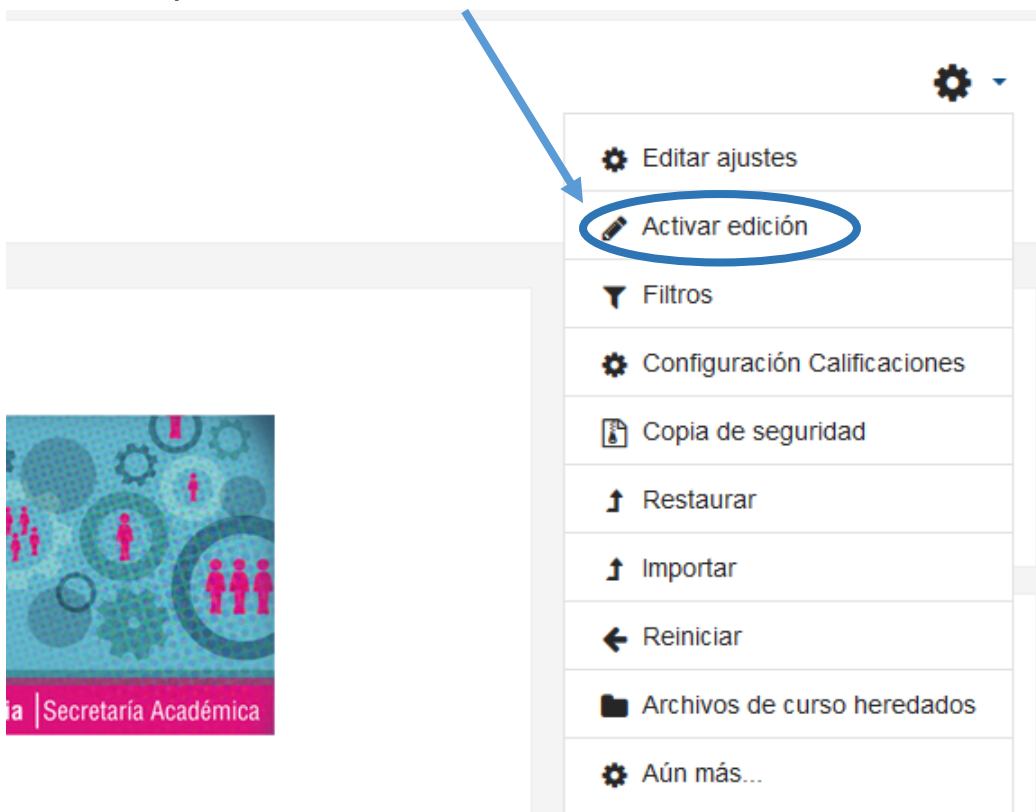 Editar ajustes
Activar edición
Filtros
Configuración Calificaciones
Copia de seguridad
Restaurar
Importar
Reiniciar
Archivos de curso heredados
Aún más...
ia | Secretaría Académica